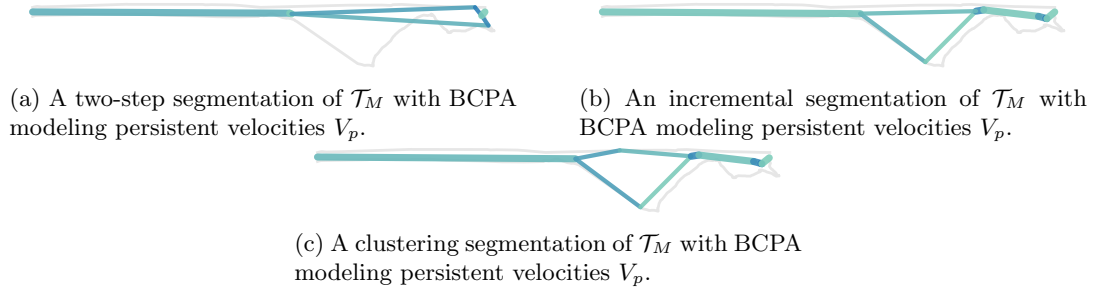 (a) A two-step segmentation of 𝒯_M with BCPA
modeling persistent velocities V_p.
(b) An incremental segmentation of 𝒯_M with
BCPA modeling persistent velocities V_p.
(c) A clustering segmentation of 𝒯_M with BCPA
modeling persistent velocities V_p.